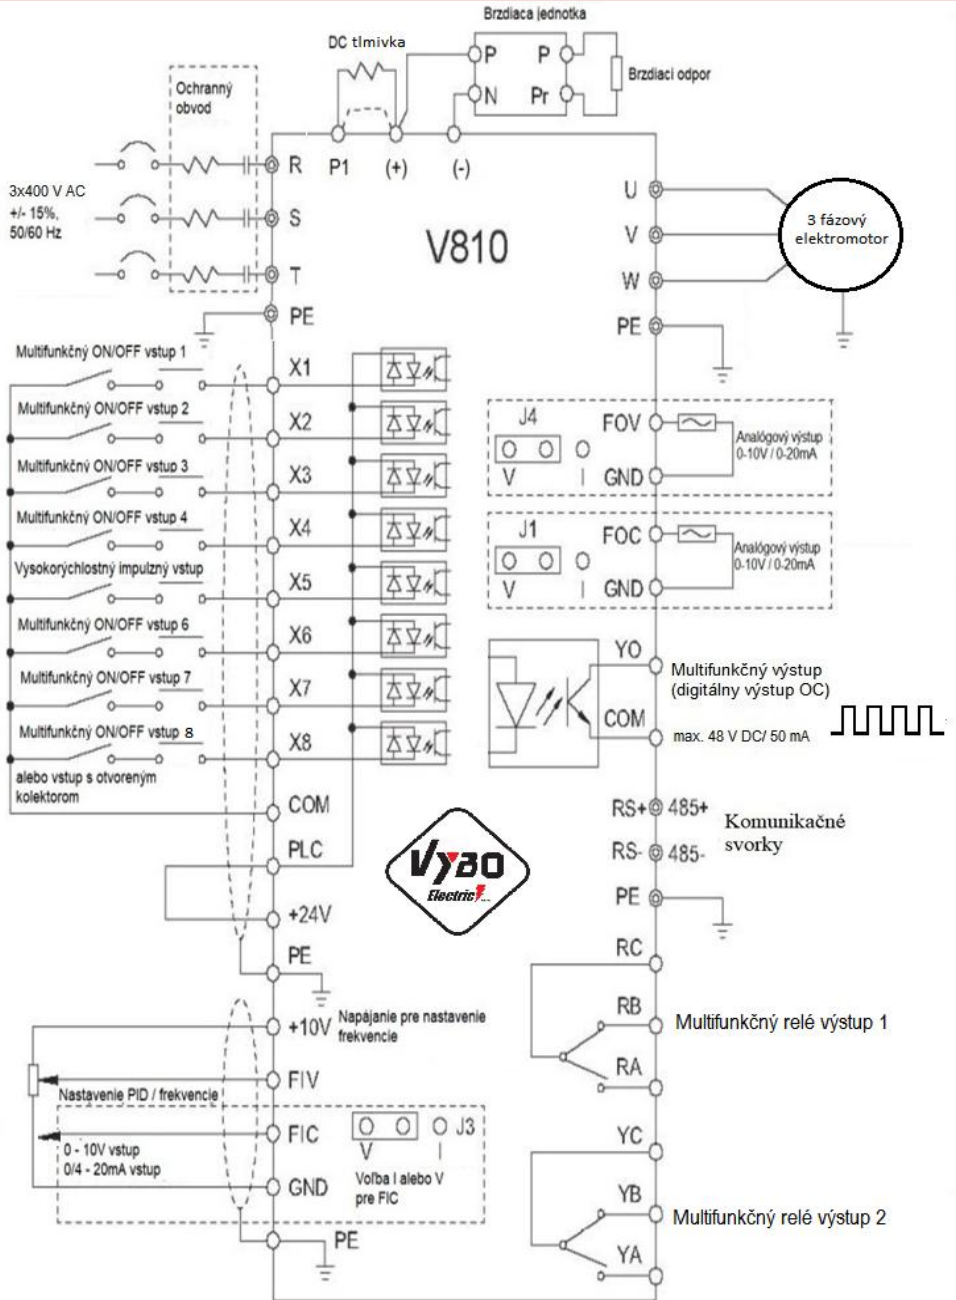 Brzdiaca jednotka
DC tlmivka
P P
N Pr
Brzdiaci odpor
Ochranný
obvod
R P1 (+) (-)
3x400 V AC
+/- 15%,
50/60 Hz
S
T
PE
V810
U
V
W
PE
3 fázový
elektromotor
Multifunkčný ON/OFF vstup 1
X1
Multifunkčný ON/OFF vstup 2
X2
Multifunkčný ON/OFF vstup 3
X3
Multifunkčný ON/OFF vstup 4
X4
Vysokorýchlostný impulzný vstup
X5
Multifunkčný ON/OFF vstup 6
X6
Multifunkčný ON/OFF vstup 7
X7
Multifunkčný ON/OFF vstup 8
X8
alebo vstup s otvoreným
kolektorom
COM
PLC
+24V
PE
J4
V I
FOV
GND
Analógový výstup
0-10V / 0-20mA
J1
V I
FOC
GND
Analógový výstup
0-10V / 0-20mA
YO
COM
Multifunkčný výstup
(digitálny výstup OC)
max. 48 V DC/ 50 mA
VYBO
Electric
RS+ 485+
RS- 485-
Komunikačné
svorky
PE
+10V
Napájanie pre nastavenie
frekvencie
FIV
Nastavenie PID / frekvencie
FIC
0 - 10V vstup
0/4 - 20mA vstup
J3
V I
Voľba I alebo V
pre FIC
GND
PE
RC
RB
RA
Multifunkčný relé výstup 1
YC
YB
YA
Multifunkčný relé výstup 2